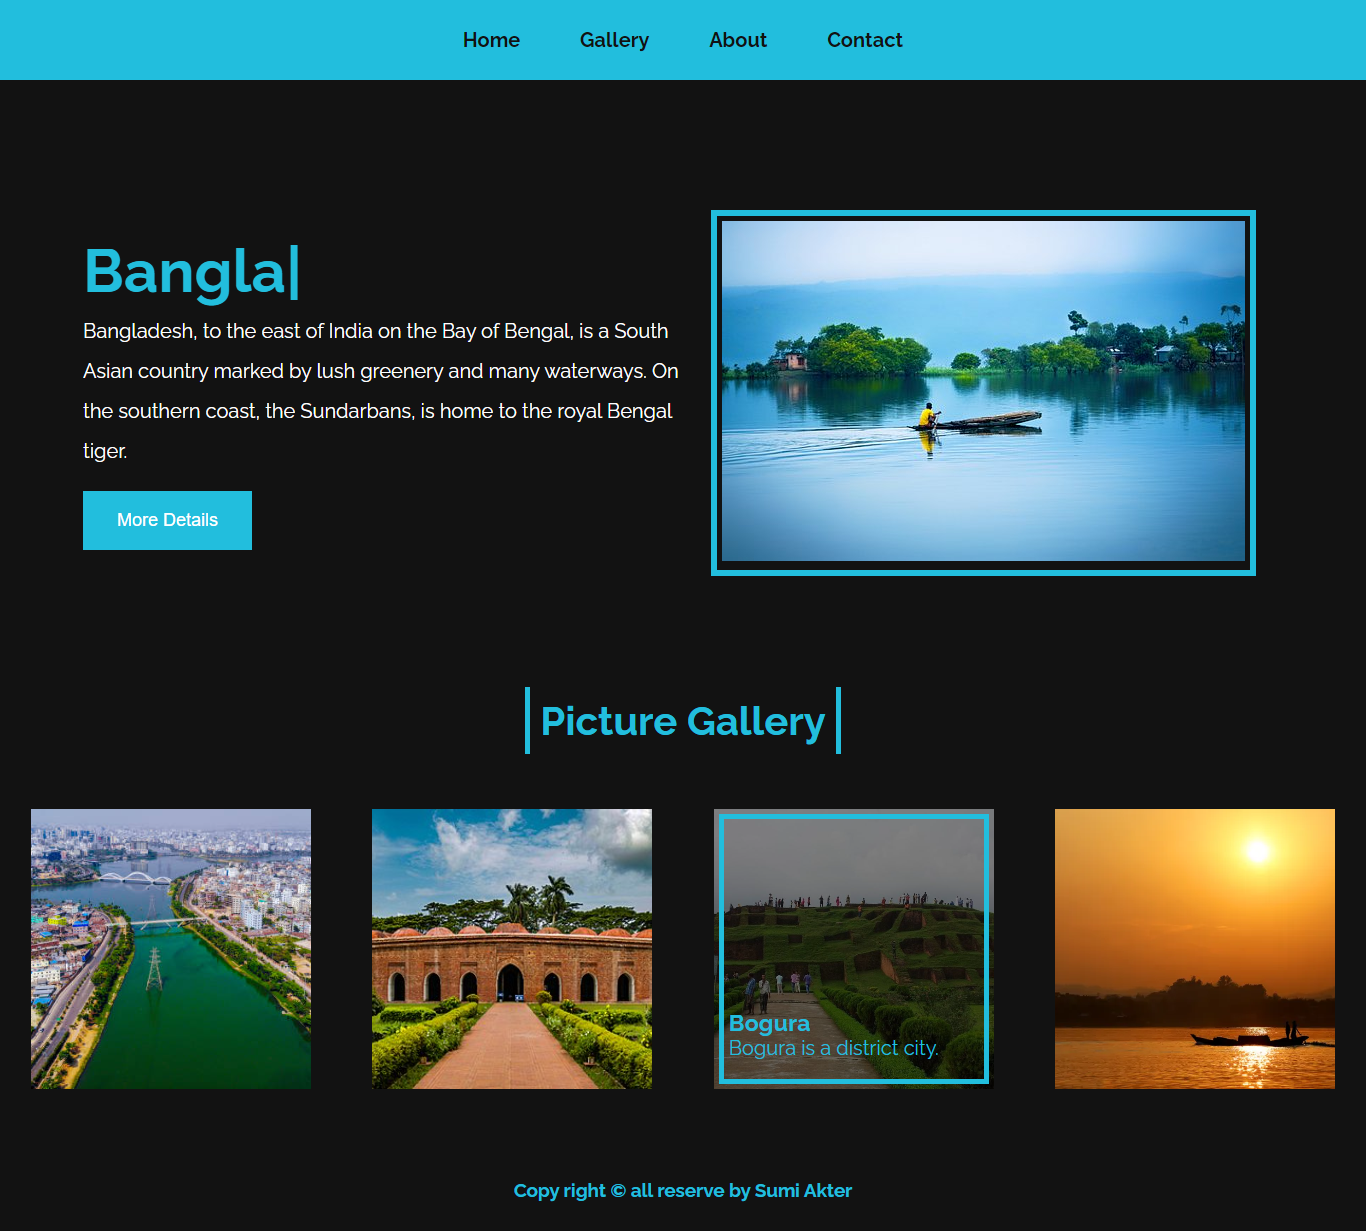 Home Gallery About Contact
Bangla|
Bangladesh, to the east of India on the Bay of Bengal, is a South
Asian country marked by lush greenery and many waterways. On
the southern coast, the Sundarbans, is home to the royal Bengal
tiger.
More Details
Picture Gallery
Bogura
Bogura is a district city.
Copy right © all reserve by Sumi Akter